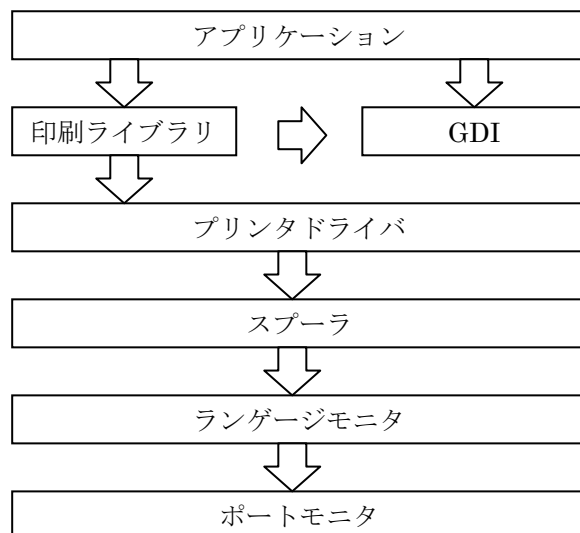 アプリケーション
印刷ライブラリ
GDI
プリンタドライバ
スプーラ
ランゲージモニタ
ポートモニタ